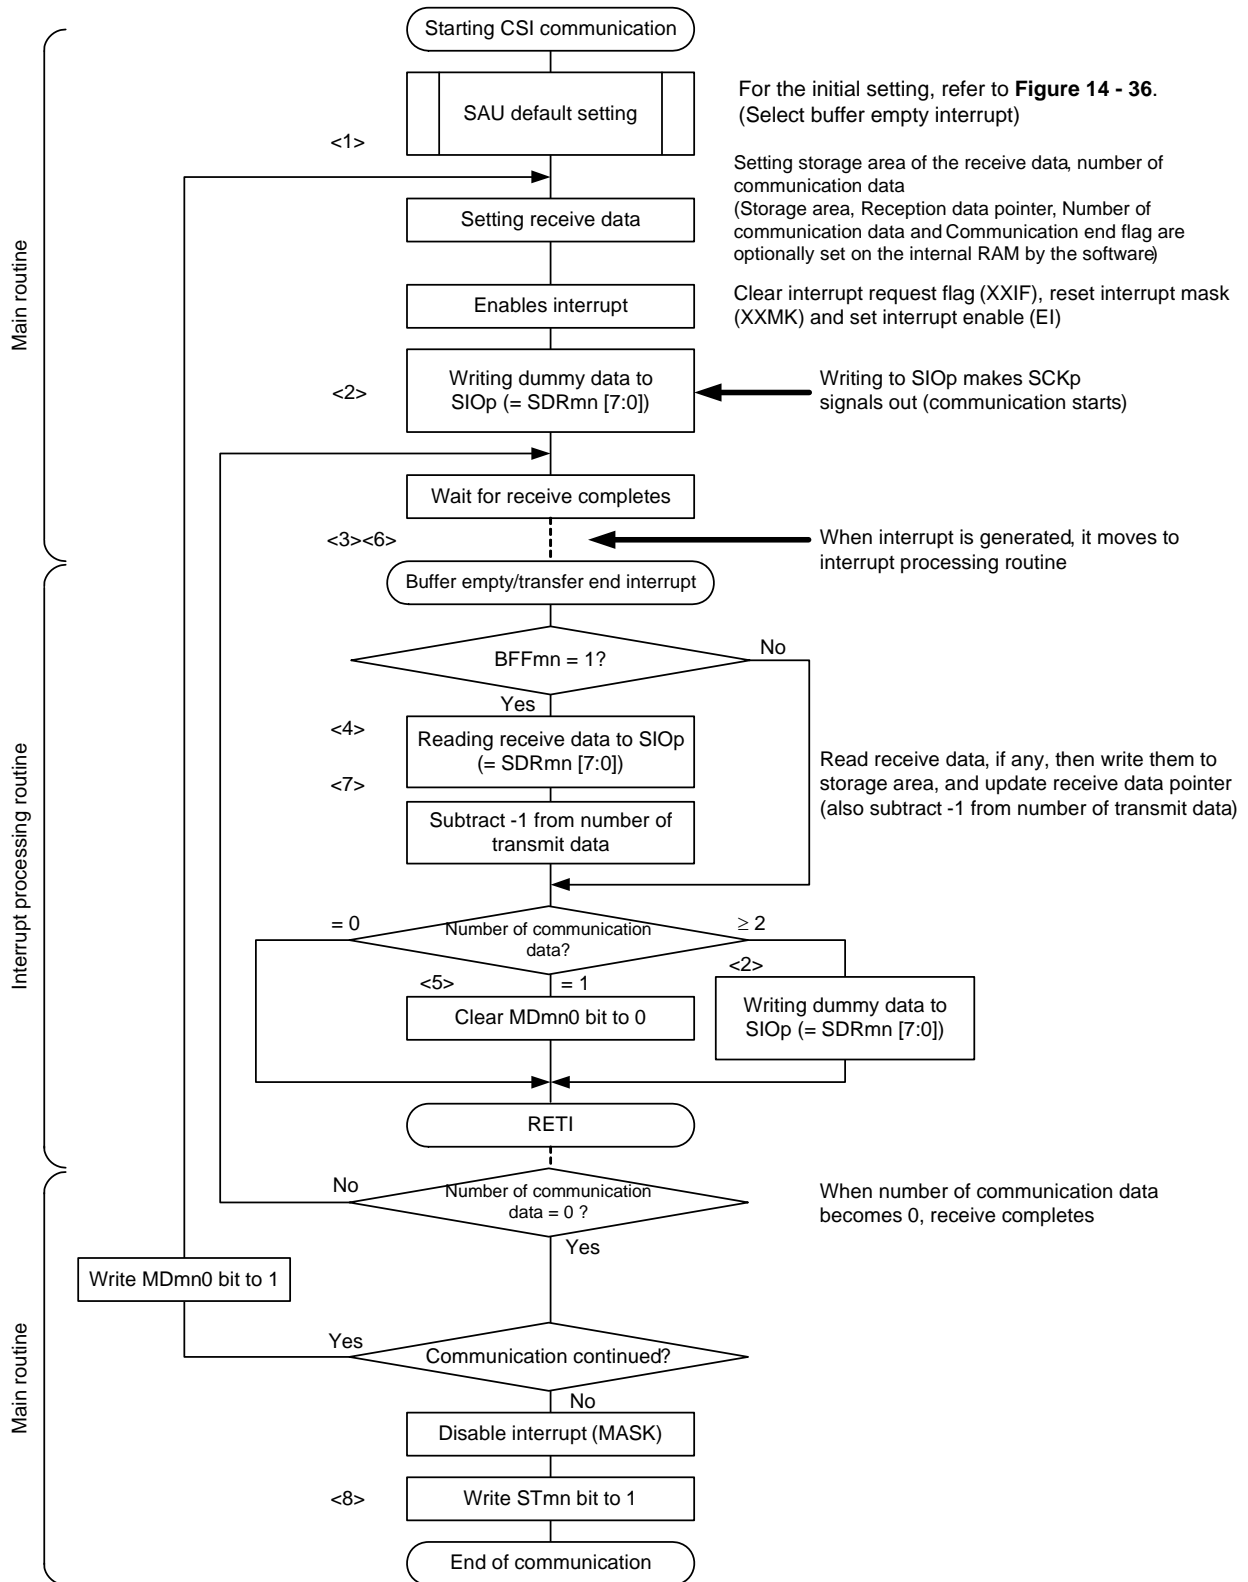 Starting CSI communication
SAU default setting
For the initial setting, refer to Figure 14 - 36.
(Select buffer empty interrupt)
<1>
Setting storage area of the receive data, number of
communication data
(Storage area, Reception data pointer, Number of
communication data and Communication end flag are
optionally set on the internal RAM by the software)
Setting receive data
Main routine
Enables interrupt
Clear interrupt request flag (XXIF), reset interrupt mask
(XXMK) and set interrupt enable (EI)
<2>
Writing dummy data to
SIOp (= SDRmn [7:0])
Writing to SIOp makes SCKp
signals out (communication starts)
Wait for receive completes
<3><6>
When interrupt is generated, it moves to
interrupt processing routine
Buffer empty/transfer end interrupt
BFFmn = 1?
No
Yes
<4>
Reading receive data to SIOp
(= SDRmn [7:0])
<7>
Read receive data, if any, then write them to
storage area, and update receive data pointer
(also subtract -1 from number of transmit data)
Subtract -1 from number of
transmit data
Interrupt processing routine
= 0
Number of communication
data?
≥ 2
<5>
= 1
<2>
Clear MDmn0 bit to 0
Writing dummy data to
SIOp (= SDRmn [7:0])
RETI
No
Number of communication
data = 0 ?
When number of communication data
becomes 0, receive completes
Yes
Write MDmn0 bit to 1
Yes
Communication continued?
No
Main routine
Disable interrupt (MASK)
<8>
Write STmn bit to 1
End of communication